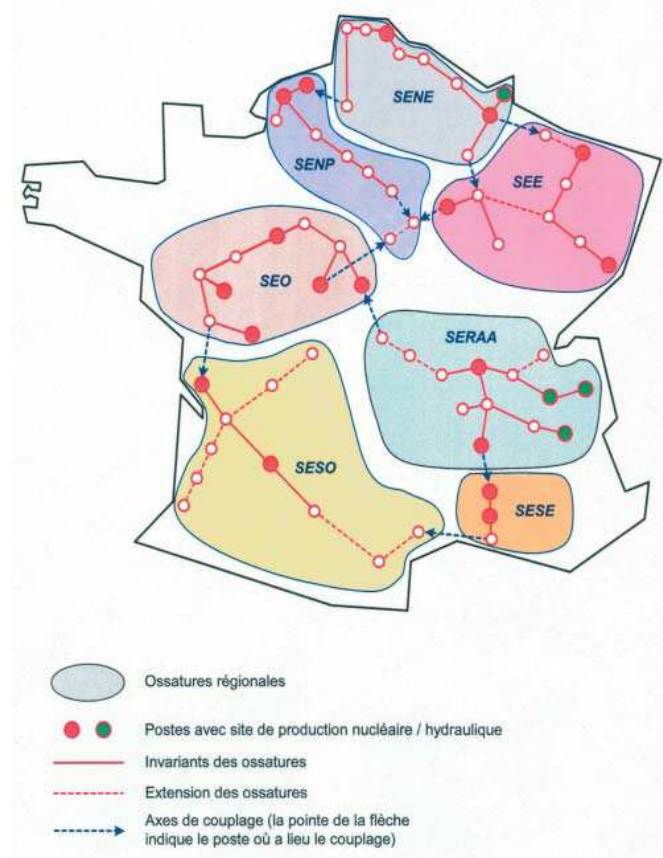 SENE
SENP
SEE
SEO
SERAA
SESO
SESE
Ossatures régionales
Postes avec site de production nucléaire / hydraulique
Invariants des ossatures
Extension des ossatures
Axes de couplage (la pointe de la flèche
indique le poste où a lieu le couplage)